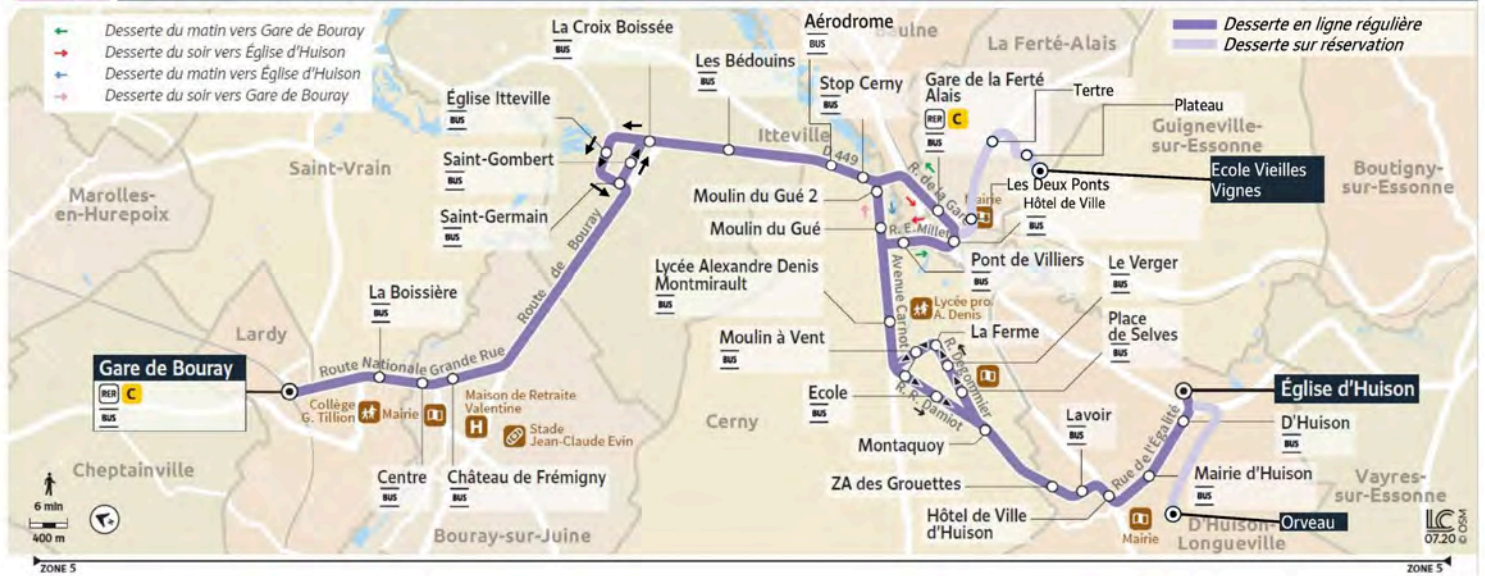 Desserte du matin vers Gare de Bouray
Desserte du soir vers Église d'Huison
Desserte du matin vers Église d'Huison
Desserte du soir vers Gare de Bouray
Desserte en ligne régulière
Desserte sur réservation
La Croix Boissée
BUS
Aérodrome
BUS
Les Bédouins
BUS
Stop Cerny
BUS
Gare de la Ferté
Alais
RER C
BUS
La Ferté-Alais
Tertre
Plateau
Guigneville-
sur-Essonne
Ecole Vieilles
Vignes
Boutigny-
sur-Essonne
Église Itteville
BUS
Saint-Gombert
BUS
Saint-Germain
BUS
Itteville
D 449
Saint-Vrain
Marolles-
en-Hurepoix
Moulin du Gué 2
Moulin du Gué
R. de la Gare
R. E. Millet
Les Deux Ponts
Mairie
Hôtel de Ville
BUS
Pont de Villiers
BUS
Le Verger
BUS
Place
de Selves
BUS
Lycée Alexandre Denis
Montmirault
BUS
Avenue Carnot
Lycée pro.
A. Denis
La Ferme
Moulin à Vent
BUS
R. Degommier
R. R. Damiot
Ecole
BUS
Montaquoy
Cerny
Route de Bouray
La Boissière
BUS
Lardy
Gare de Bouray
RER C
BUS
Route Nationale
Grande Rue
Collège
G. Tillion
Mairie
Maison de Retraite
Valentine
H
Stade
Jean-Claude Evin
Centre
BUS
Château de Frémigny
BUS
Cheptainville
Bouray-sur-Juine
ZA des Grouettes
Lavoir
BUS
Hôtel de Ville
d'Huison
Rue de l'Égalité
Église d'Huison
D'Huison
BUS
Mairie d'Huison
BUS
Mairie
Orveau
D'Huison-
Longueville
Vayres-
sur-Essonne
6 min
400 m
LC
07.20
© OSM
ZONE 5
ZONE 5